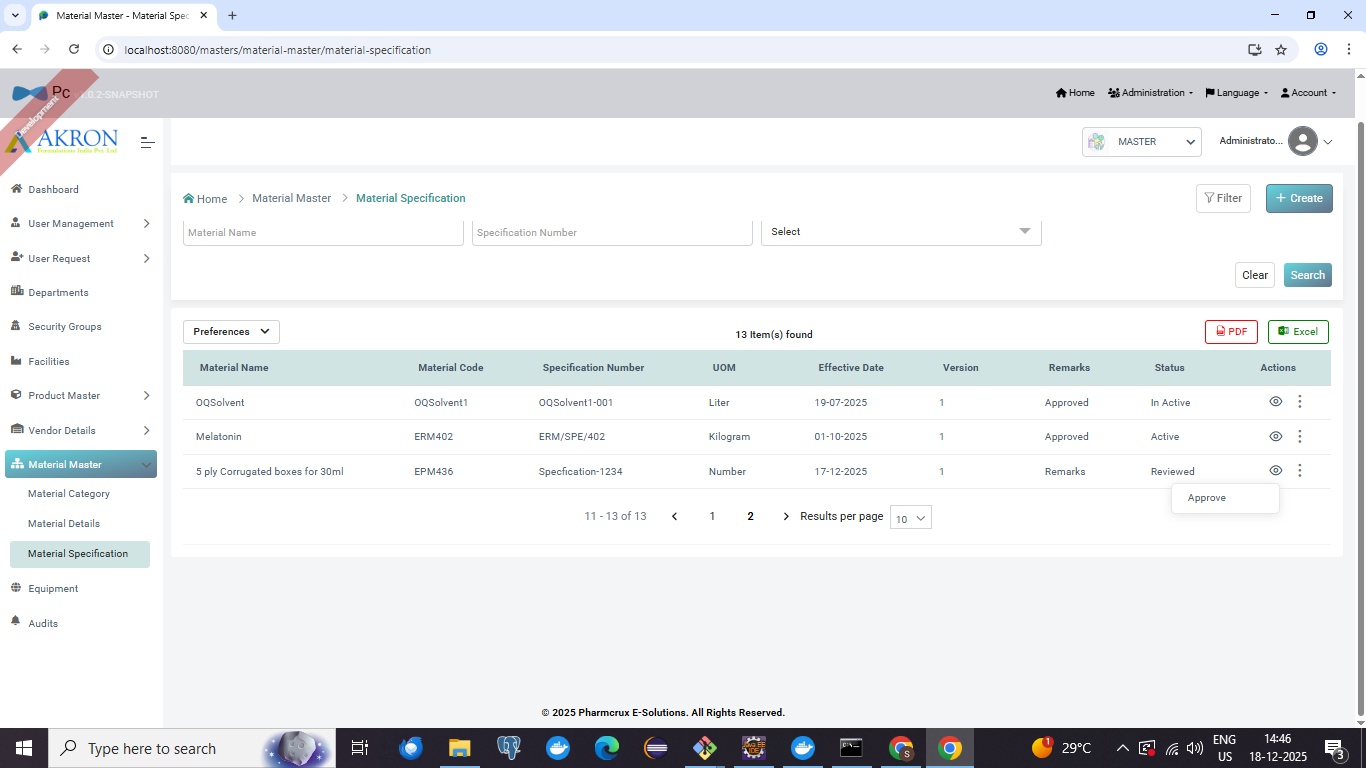 Material Master - Material Spec
localhost:8080/masters/material-master/material-specification
Pc v1.0.2-SNAPSHOT
Development
Home Administration Language Account
AKRON
Formulations India Pvt Ltd
MASTER Administrato...
Dashboard
User Management
User Request
Departments
Security Groups
Facilities
Product Master
Vendor Details
Material Master
Material Category
Material Details
Material Specification
Equipment
Audits
Home Material Master Material Specification Filter + Create
Material Name Specification Number Select
Clear Search
Preferences 13 Item(s) found PDF Excel
Material Name Material Code Specification Number UOM Effective Date Version Remarks Status Actions
OQSolvent OQSolvent1 OQSolvent1-001 Liter 19-07-2025 1 Approved In Active
Melatonin ERM402 ERM/SPE/402 Kilogram 01-10-2025 1 Approved Active
5 ply Corrugated boxes for 30ml EPM436 Specfication-1234 Number 17-12-2025 1 Remarks Reviewed
Approve
11 - 13 of 13 1 2 Results per page 10
© 2025 Pharmcrux E-Solutions. All Rights Reserved.
Type here to search 29°C ENG US 14:46 18-12-2025 3